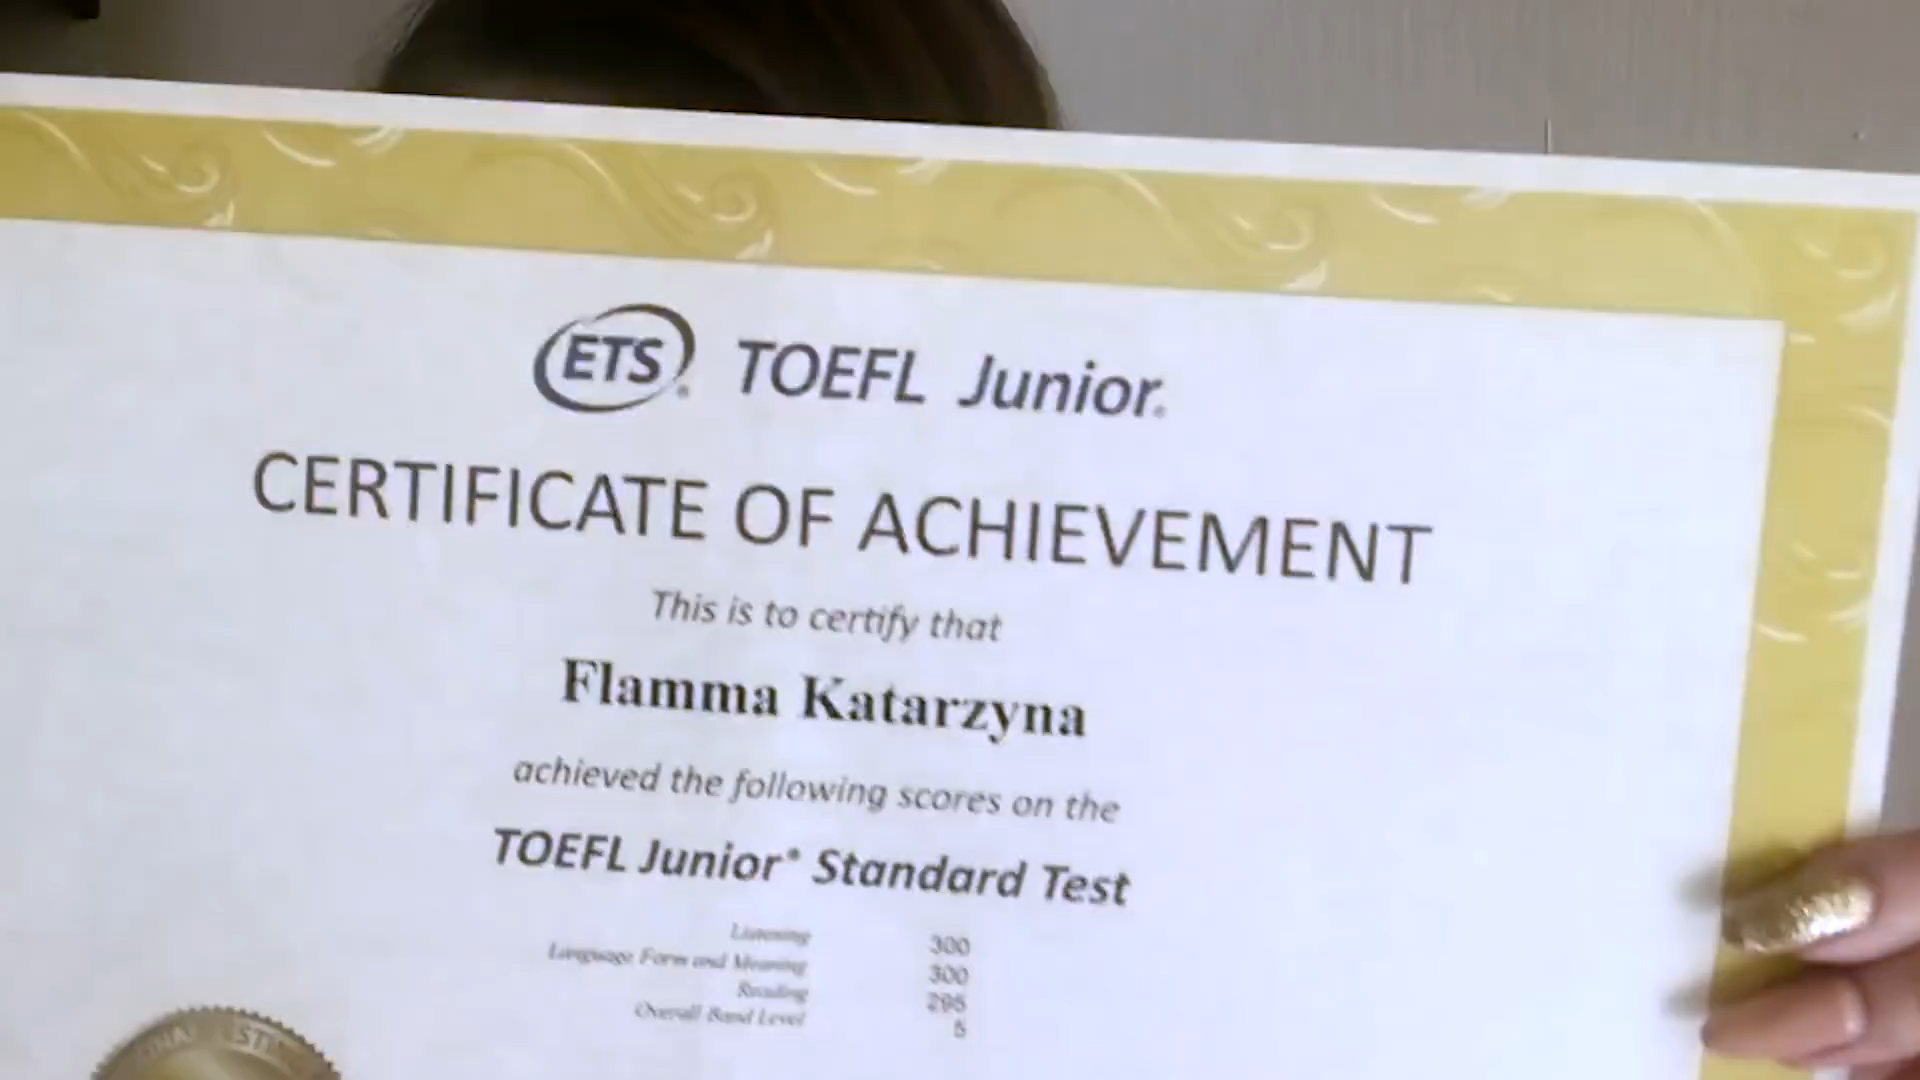 ETS® TOEFL Junior®
CERTIFICATE OF ACHIEVEMENT
This is to certify that
Flamma Katarzyna
achieved the following scores on the
TOEFL Junior® Standard Test
Listening 300
Language Form and Meaning 300
Reading 295
Overall Band Level 5